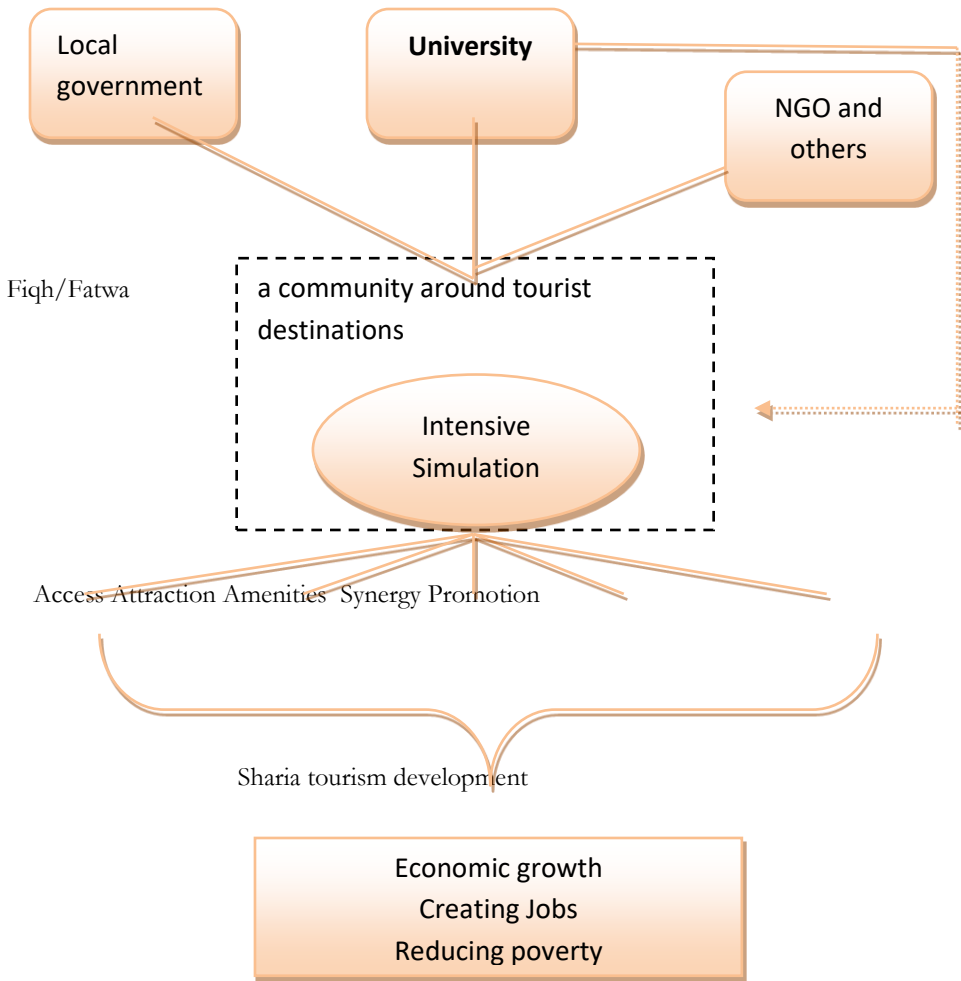 Local
government
University
NGO and
others
Fiqh/Fatwa
a community around tourist
destinations
Intensive
Simulation
Access Attraction Amenities  Synergy Promotion
Sharia tourism development
Economic growth
Creating Jobs
Reducing poverty